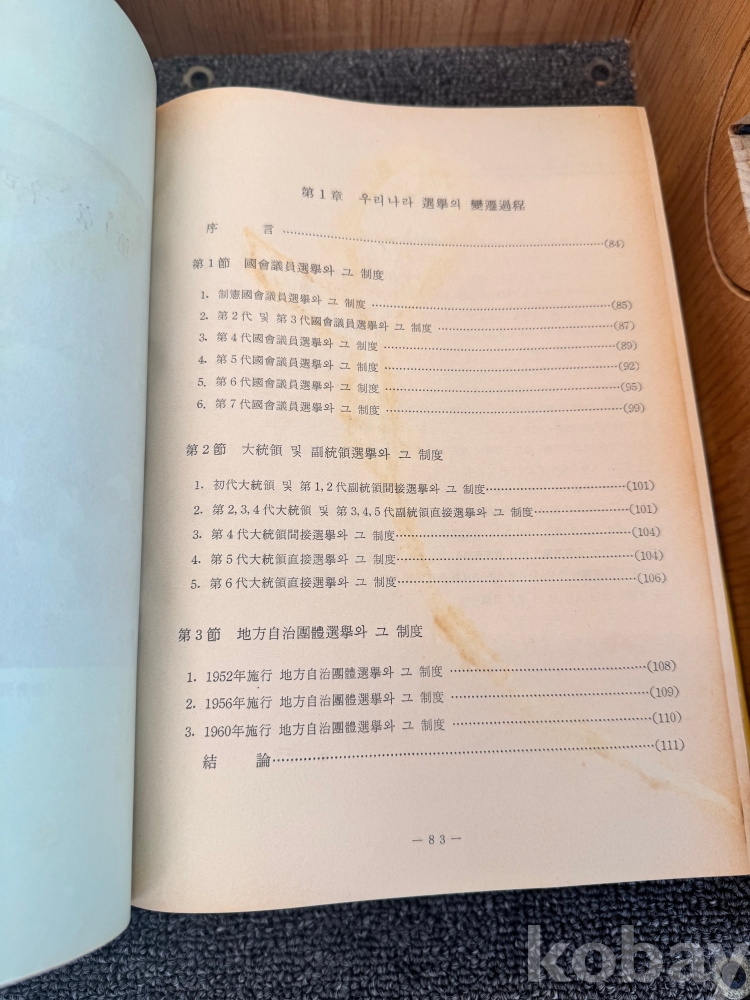 第1章 우리나라 選擧의 變遷過程
序 言 ……(84)
第1節 國會議員選擧와 그 制度
1. 制憲國會議員選擧와 그 制度 ……(85)
2. 第2代 및 第3代國會議員選擧와 그 制度 ……(87)
3. 第4代國會議員選擧와 그 制度 ……(89)
4. 第5代國會議員選擧와 그 制度 ……(92)
5. 第6代國會議員選擧와 그 制度 ……(95)
6. 第7代國會議員選擧와 그 制度 ……(99)
第2節 大統領 및 副統領選擧와 그 制度
1. 初代大統領 및 第1,2代副統領間接選擧와 그 制度……(101)
2. 第2,3,4代大統領 및 第3,4,5代副統領直接選擧와 그 制度……(101)
3. 第4代大統領間接選擧와 그 制度……(104)
4. 第5代大統領直接選擧와 그 制度……(104)
5. 第6代大統領直接選擧와 그 制度……(106)
第3節 地方自治團體選擧와 그 制度
1. 1952年施行 地方自治團體選擧와 그 制度 ……(108)
2. 1956年施行 地方自治團體選擧와 그 制度 ……(109)
3. 1960年施行 地方自治團體選擧와 그 制度 ……(110)
結 論……(111)
— 83 —
kobay